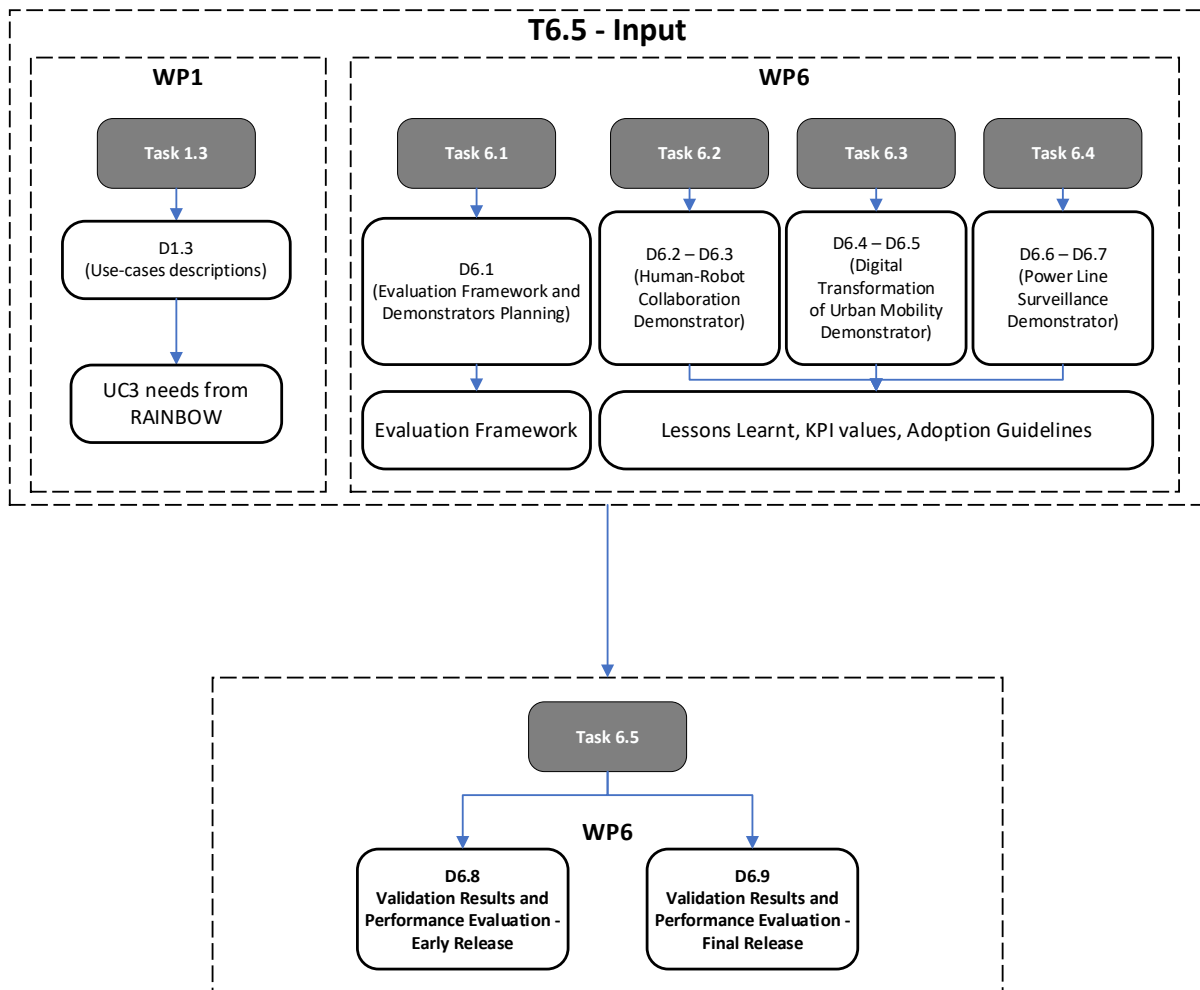 T6.5 - Input
WP1
WP6
Task 1.3
Task 6.1
Task 6.2
Task 6.3
Task 6.4
D1.3
(Use-cases descriptions)
D6.1
(Evaluation Framework and
Demonstrators Planning)
D6.2 – D6.3
(Human-Robot
Collaboration
Demonstrator)
D6.4 – D6.5
(Digital
Transformation
of Urban Mobility
Demonstrator)
D6.6 – D6.7
(Power Line
Surveillance
Demonstrator)
UC3 needs from
RAINBOW
Evaluation Framework
Lessons Learnt, KPI values, Adoption Guidelines
Task 6.5
WP6
D6.8
Validation Results and
Performance Evaluation -
Early Release
D6.9
Validation Results and
Performance Evaluation -
Final Release